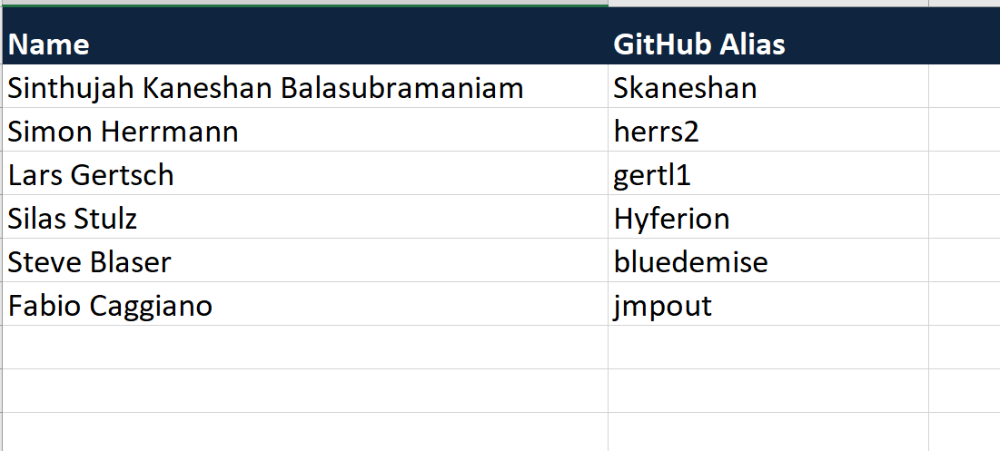 Name GitHub Alias
Sinthujah Kaneshan Balasubramaniam Skaneshan
Simon Herrmann herrs2
Lars Gertsch gertl1
Silas Stulz Hyferion
Steve Blaser bluedemise
Fabio Caggiano jmpout